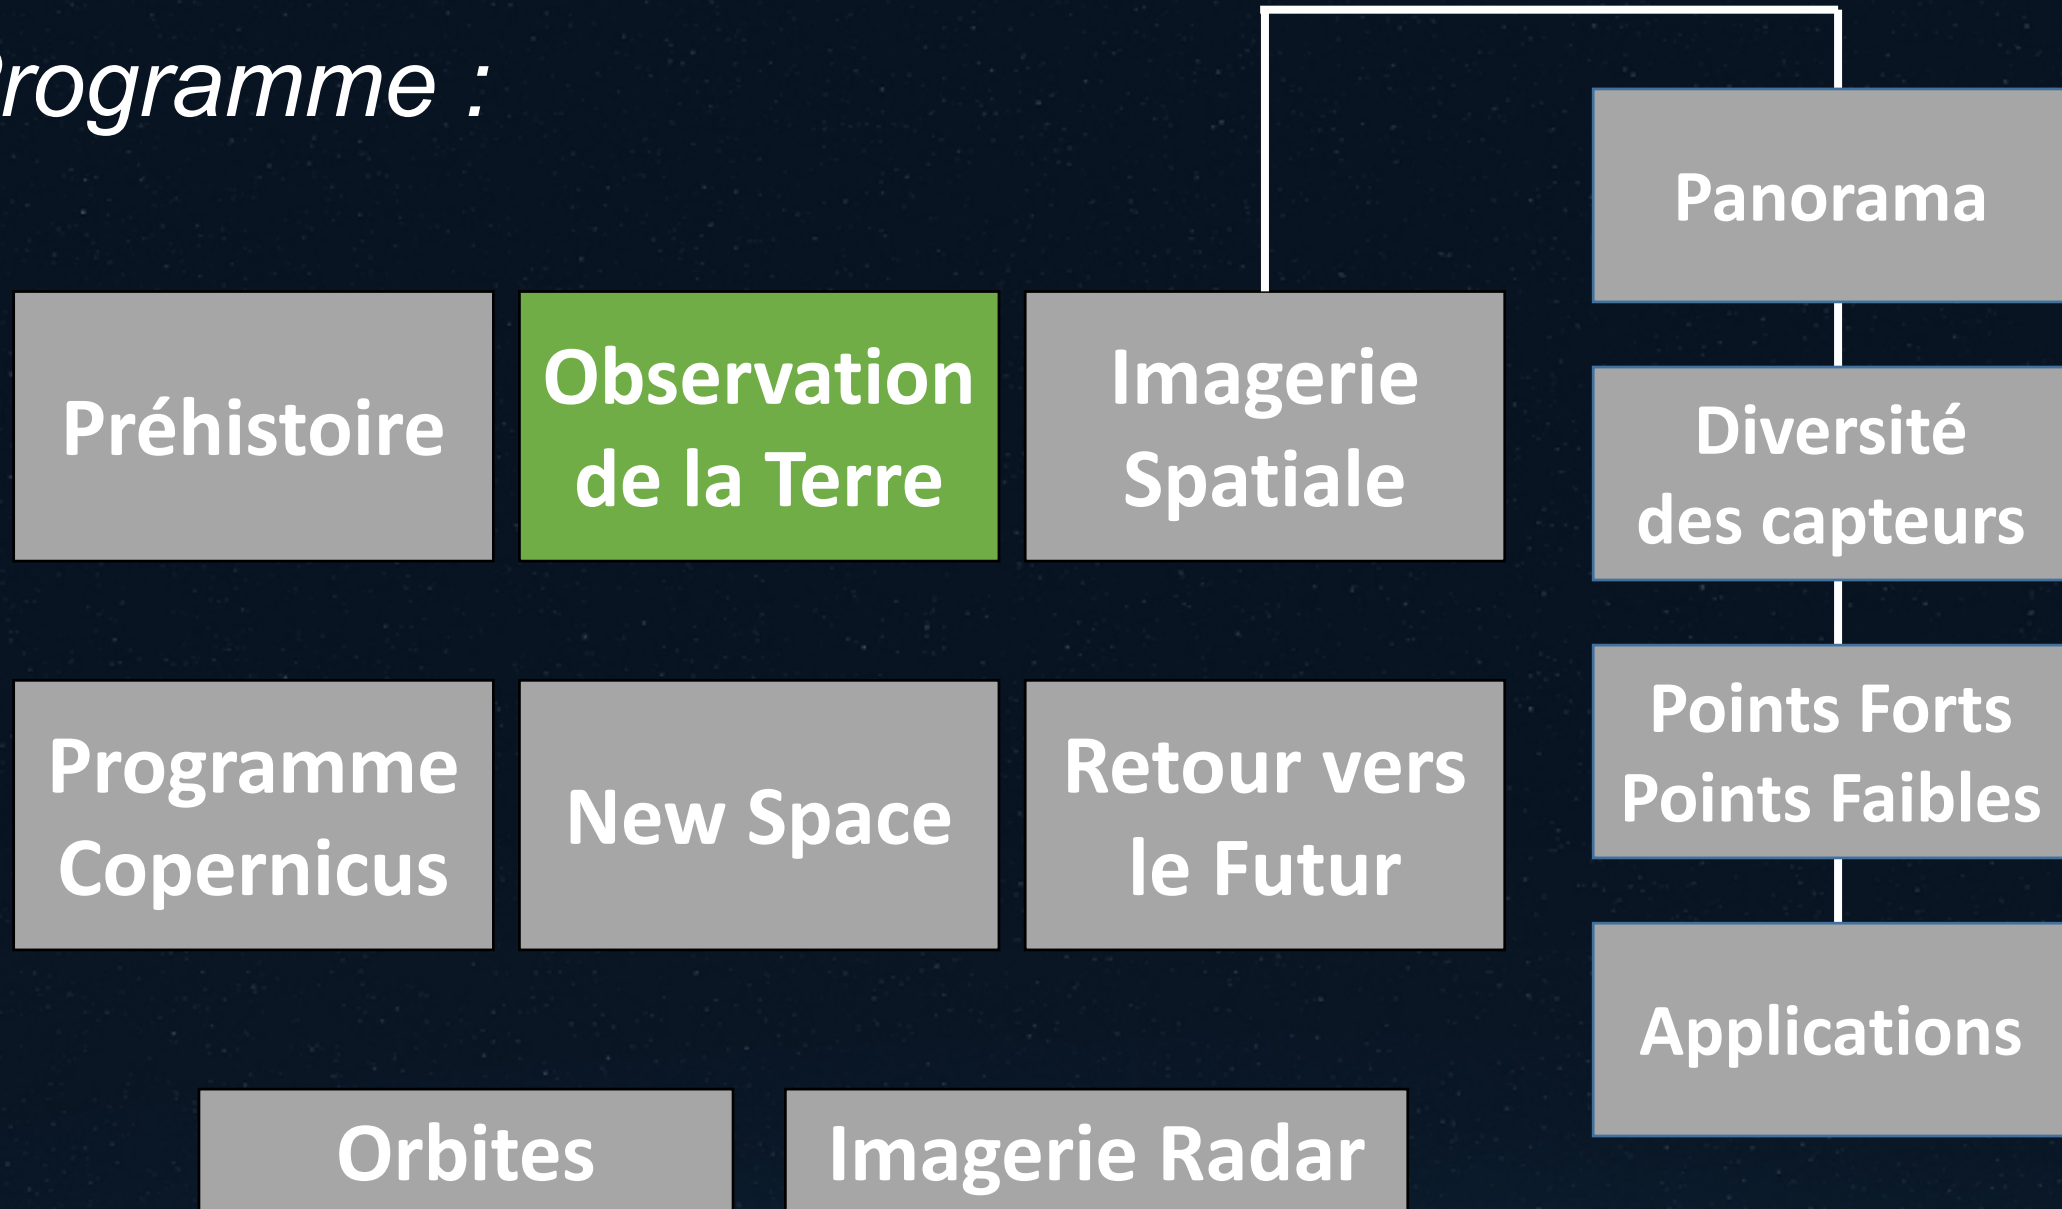 Programme :
Préhistoire
Observation
de la Terre
Imagerie
Spatiale
Programme
Copernicus
New Space
Retour vers
le Futur
Orbites
Imagerie Radar
Panorama
Diversité
des capteurs
Points Forts
Points Faibles
Applications